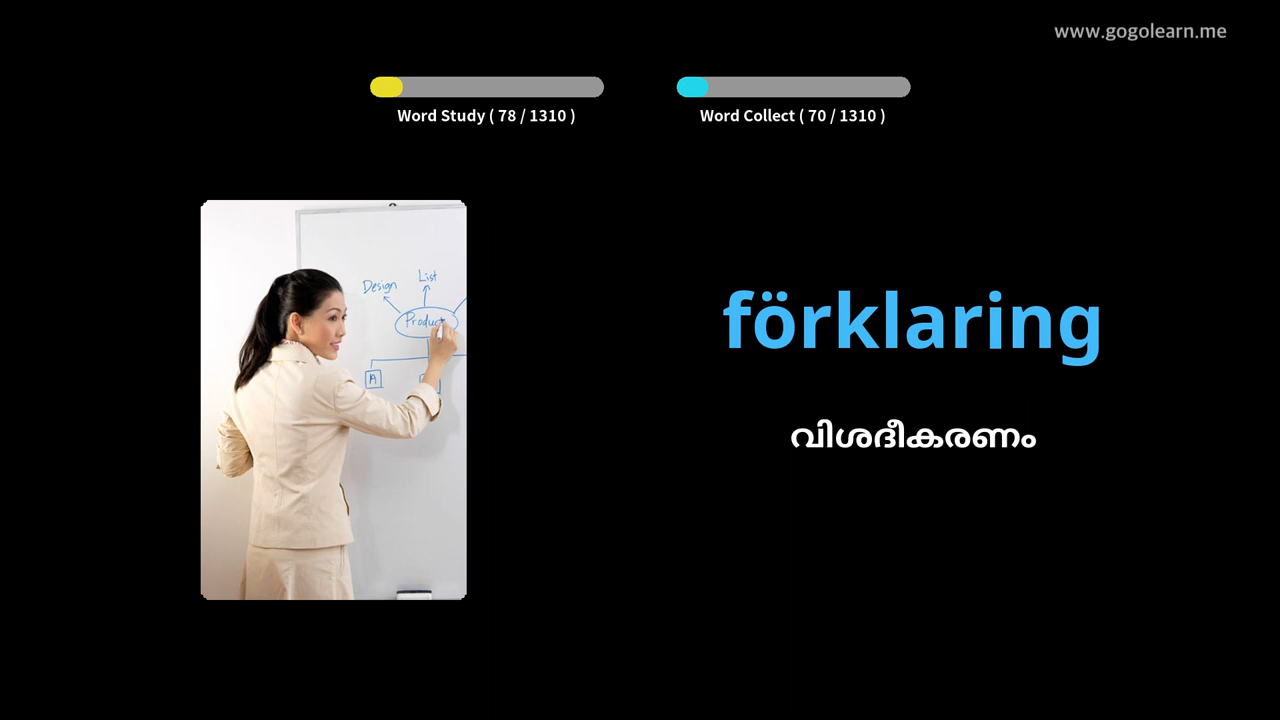 www.gogolearn.me
Word Study ( 78 / 1310 )
Word Collect ( 70 / 1310 )
List
Design
Product
A
förklaring
വിശദീകരണം